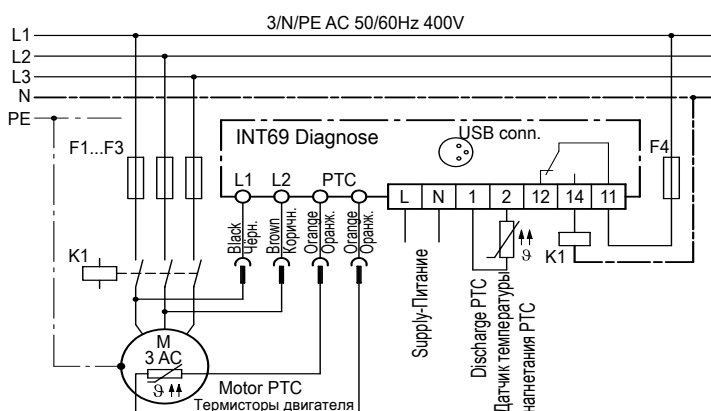 3/N/PE AC 50/60Hz 400V
L1
L2
L3
N
PE
INT69 Diagnose
USB conn.
F1...F3
F4
L1 L2 PTC
L N 1 2 12 14 11
Black
Черн.
Brown
Коричн.
Orange
Оранж.
Orange
Оранж.
K1
K1
ϑ
Supply-Питание
Discharge PTC
Датчик температуры
нагнетания PTC
M
3 AC
ϑ
Motor PTC
Термисторы двигателя